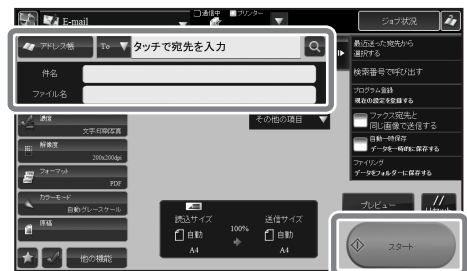 E-mail
送信中
プリンター
ジョブ状況
アドレス帳
To
タッチで宛先を入力
件名
ファイル名
最近送った宛先から
選択する
検索番号で呼び出す
プログラム登録
現在の設定を登録する
ファクス宛先と
同じ画像で送信する
自動一時保存
データを一時的に保存する
ファイリング
データをフォルダーに保存する
濃度
文字/印刷写真
その他の項目
解像度
200x200dpi
フォーマット
PDF
カラーモード
自動/グレースケール
原稿
他の機能
読込サイズ
自動
A4
100%
送信サイズ
自動
A4
プレビュー
リセット
スタート